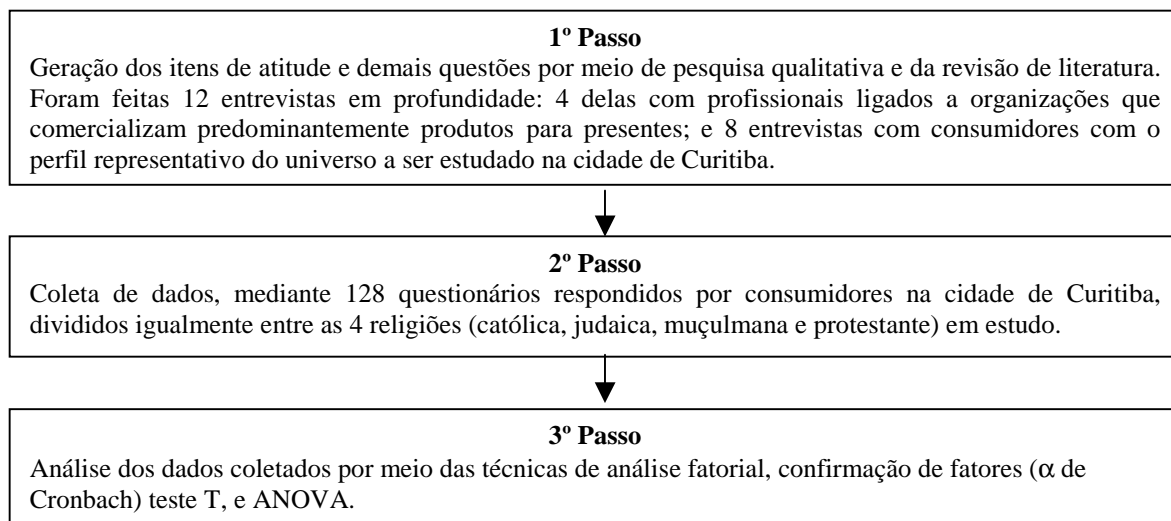 1º Passo
Geração dos itens de atitude e demais questões por meio de pesquisa qualitativa e da revisão de literatura.
Foram feitas 12 entrevistas em profundidade: 4 delas com profissionais ligados a organizações que
comercializam predominantemente produtos para presentes; e 8 entrevistas com consumidores com o
perfil representativo do universo a ser estudado na cidade de Curitiba.
2º Passo
Coleta de dados, mediante 128 questionários respondidos por consumidores na cidade de Curitiba,
divididos igualmente entre as 4 religiões (católica, judaica, muçulmana e protestante) em estudo.
3º Passo
Análise dos dados coletados por meio das técnicas de análise fatorial, confirmação de fatores (α de
Cronbach) teste T, e ANOVA.